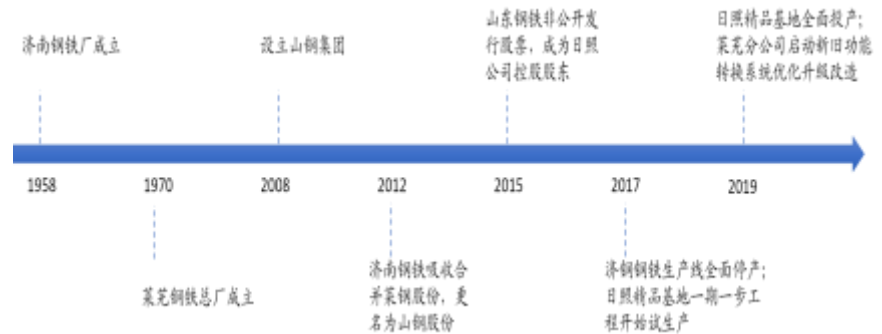 济南钢铁厂成立
设立山钢集团
山东钢铁非公开发
行股票，成为日照
公司控股股东
日照精品基地全面投产；
莱芜分公司启动新旧动能
转换系统优化升级改造
1958
1970
2008
2012
2015
2017
2019
莱芜钢铁总厂成立
济南钢铁吸收合
并莱钢股份，更
名为山钢股份
济钢钢铁生产线全面停产；
日照精品基地一期一步工
程开始试生产